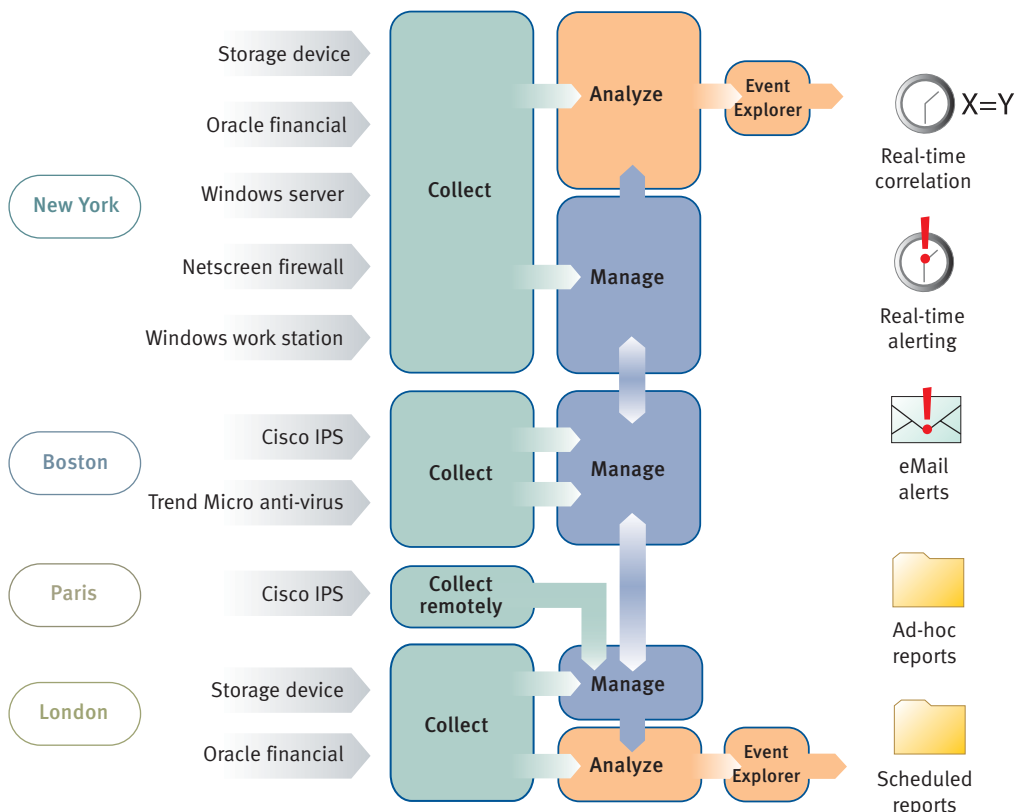 New York
Storage device
Oracle financial
Windows server
Netscreen firewall
Windows work station
Collect
Analyze
Event
Explorer
Manage
Boston
Cisco IPS
Trend Micro anti-virus
Collect
Manage
Paris
Cisco IPS
Collect
remotely
London
Storage device
Oracle financial
Collect
Manage
Analyze
Event
Explorer
X=Y
Real-time
correlation
Real-time
alerting
eMail
alerts
Ad-hoc
reports
Scheduled
reports